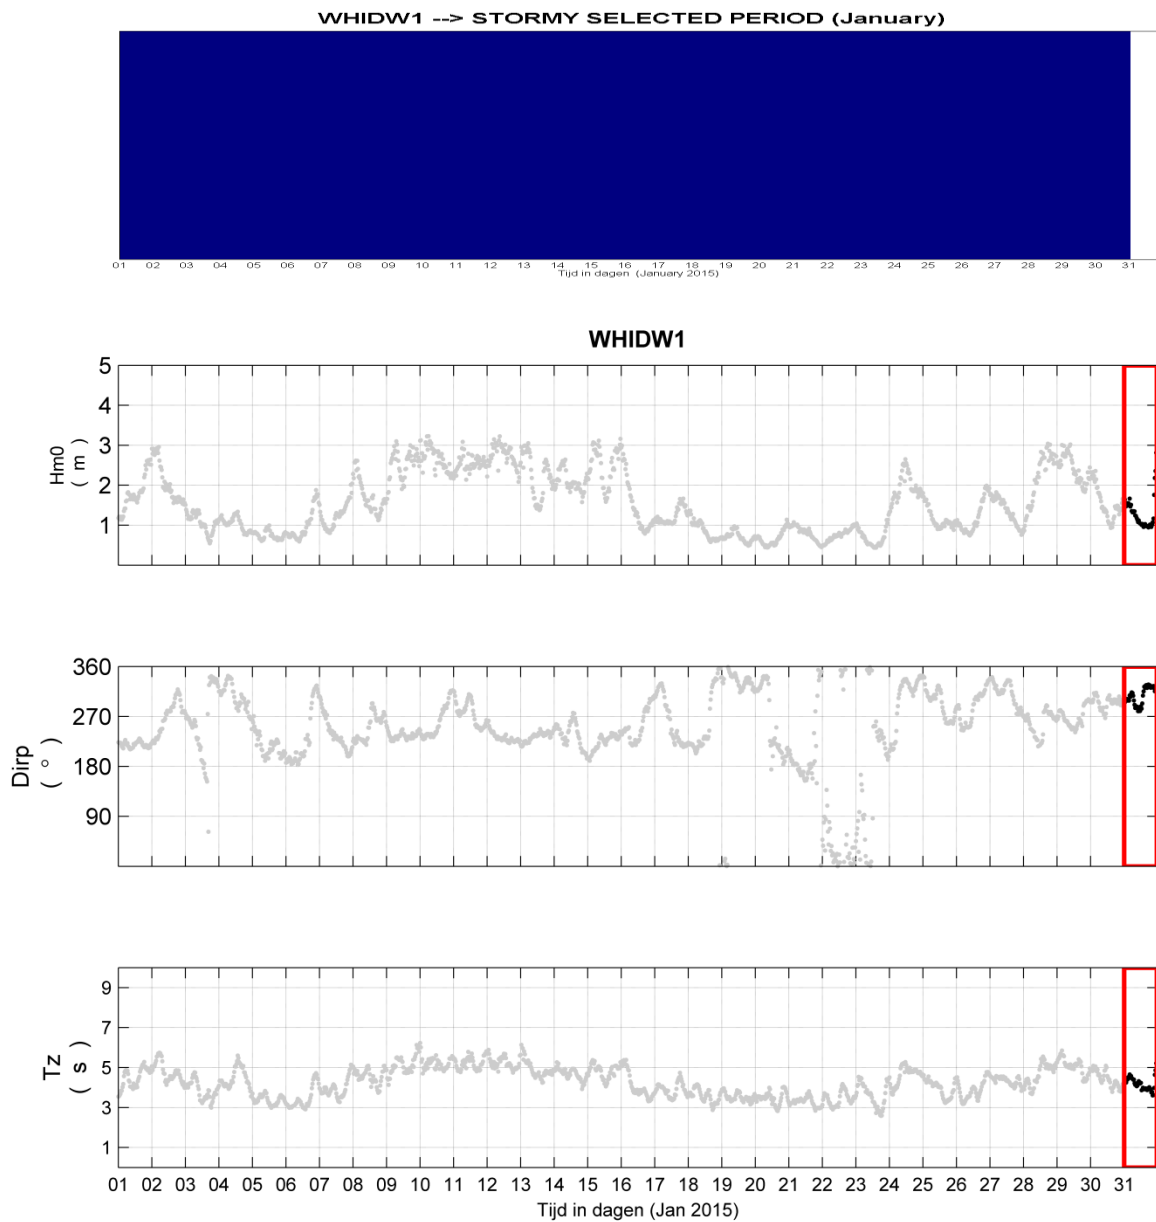 WHIDW1 --> STORMY SELECTED PERIOD (January)
01 02 03 04 05 06 07 08 09 10 11 12 13 14 15 16 17 18 19 20 21 22 23 24 25 26 27 28 29 30 31
Tijd in dagen (January 2015)
WHIDW1
5
4
3
2
1
Hm0
( m )
360
270
180
90
Dirp
( ° )
9
7
5
3
1
Tz
( s )
01 02 03 04 05 06 07 08 09 10 11 12 13 14 15 16 17 18 19 20 21 22 23 24 25 26 27 28 29 30 31
Tijd in dagen (Jan 2015)